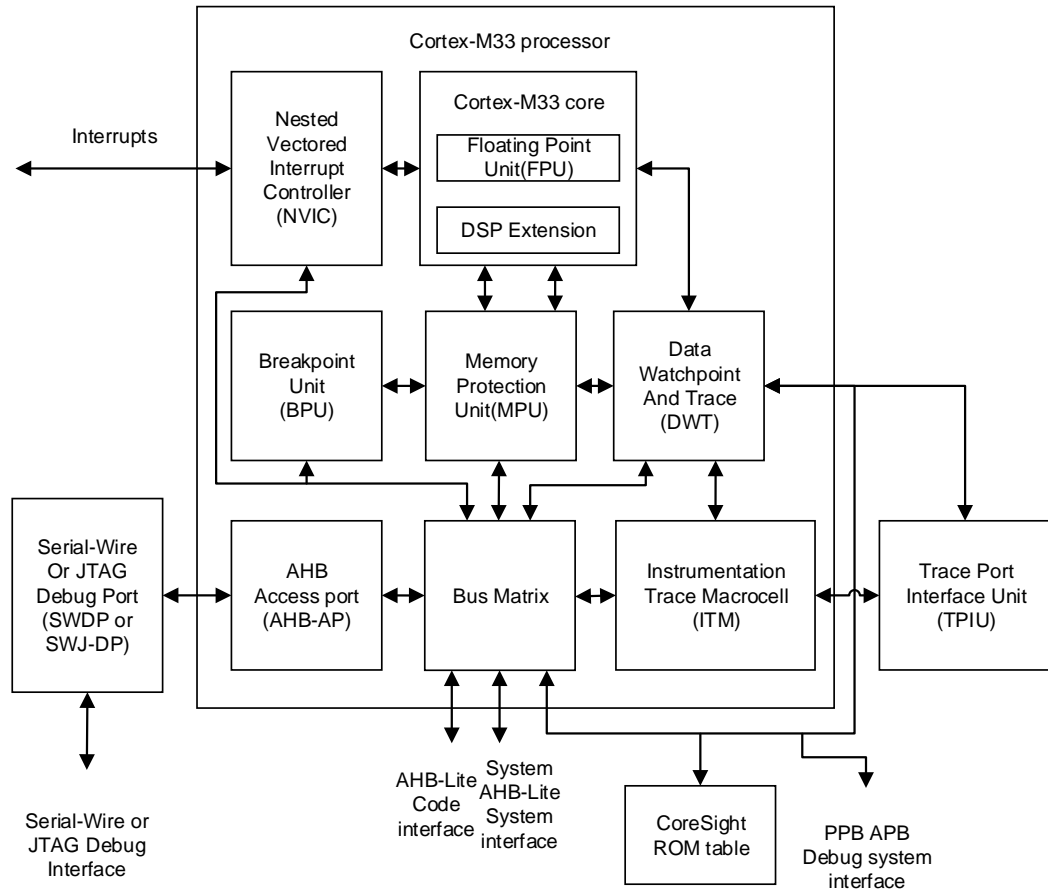 Cortex-M33 processor
Interrupts
Nested
Vectored
Interrupt
Controller
(NVIC)
Cortex-M33 core
Floating Point
Unit(FPU)
DSP Extension
Breakpoint
Unit
(BPU)
Memory
Protection
Unit(MPU)
Data
Watchpoint
And Trace
(DWT)
Serial-Wire
Or JTAG
Debug Port
(SWDP or
SWJ-DP)
AHB
Access port
(AHB-AP)
Bus Matrix
Instrumentation
Trace Macrocell
(ITM)
Trace Port
Interface Unit
(TPIU)
Serial-Wire or
JTAG Debug
Interface
AHB-Lite
Code
interface
System
AHB-Lite
System
interface
CoreSight
ROM table
PPB APB
Debug system
interface